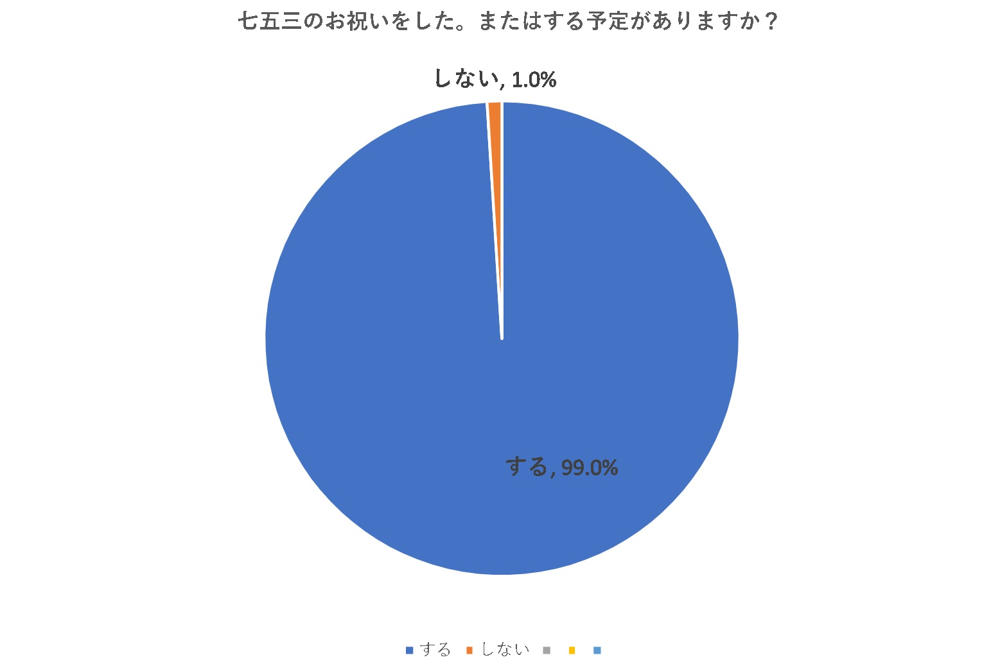 七五三のお祝いをした。またはする予定がありますか？
しない, 1.0%
する, 99.0%
する しない